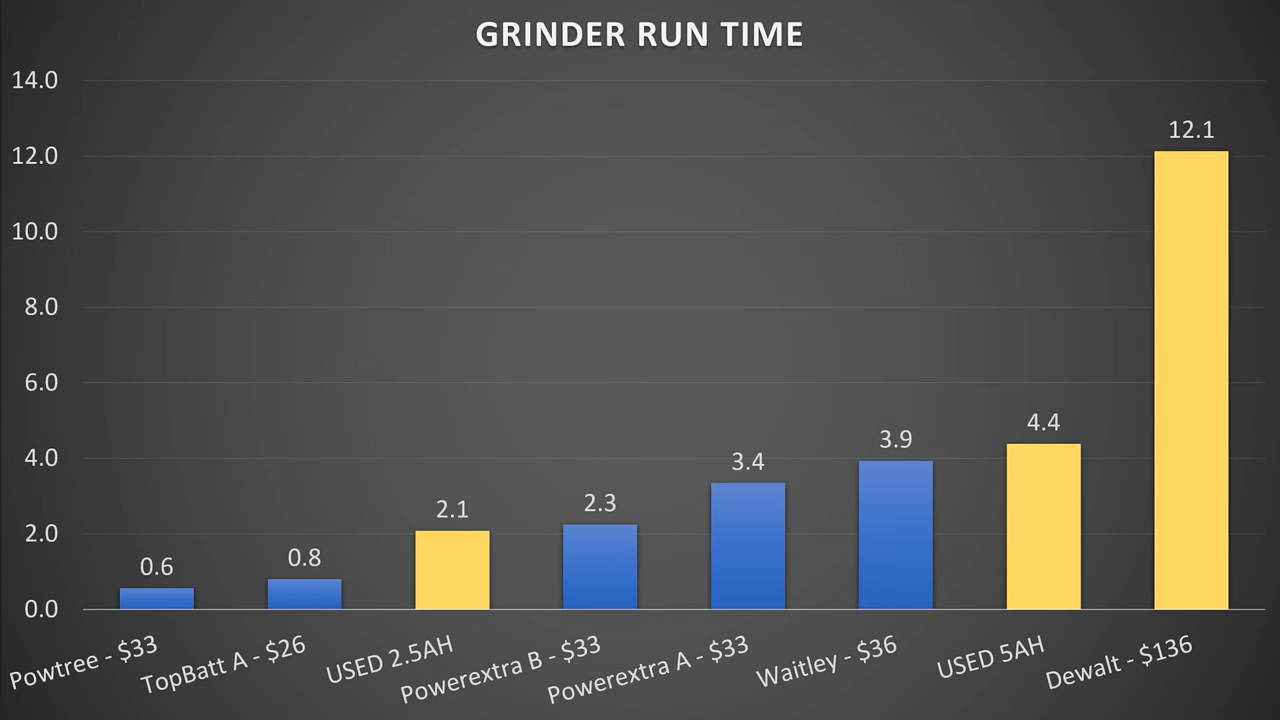 GRINDER RUN TIME
14.0
12.0
10.0
8.0
6.0
4.0
2.0
0.0
0.6
0.8
2.1
2.3
3.4
3.9
4.4
12.1
Powtree - $33
TopBatt A - $26
USED 2.5AH
Powerextra B - $33
Powerextra A - $33
Waitley - $36
USED 5AH
Dewalt - $136